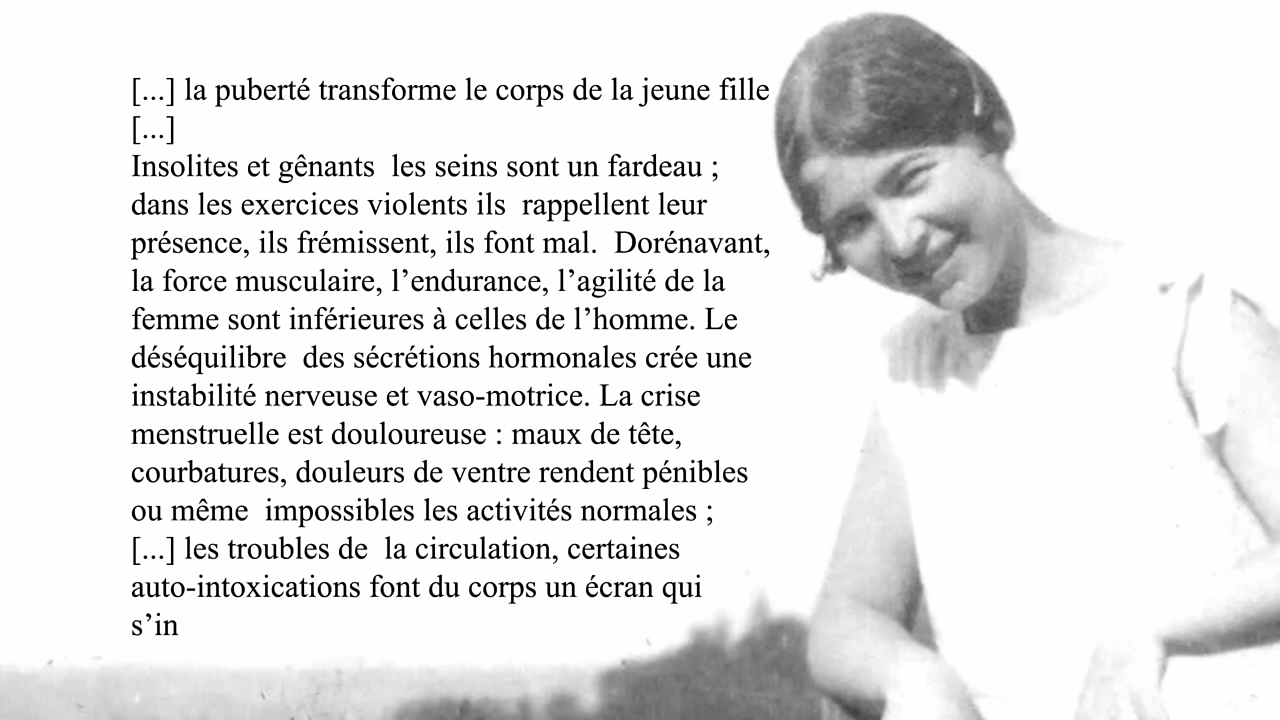 [...] la puberté transforme le corps de la jeune fille
[...]
Insolites et gênants  les seins sont un fardeau ;
dans les exercices violents ils  rappellent leur
présence, ils frémissent, ils font mal.  Dorénavant,
la force musculaire, l’endurance, l’agilité de la
femme sont inférieures à celles de l’homme. Le
déséquilibre  des sécrétions hormonales crée une
instabilité nerveuse et vaso-motrice. La crise
menstruelle est douloureuse : maux de tête,
courbatures, douleurs de ventre rendent pénibles
ou même  impossibles les activités normales ;
[...] les troubles de  la circulation, certaines
auto-intoxications font du corps un écran qui
s’in